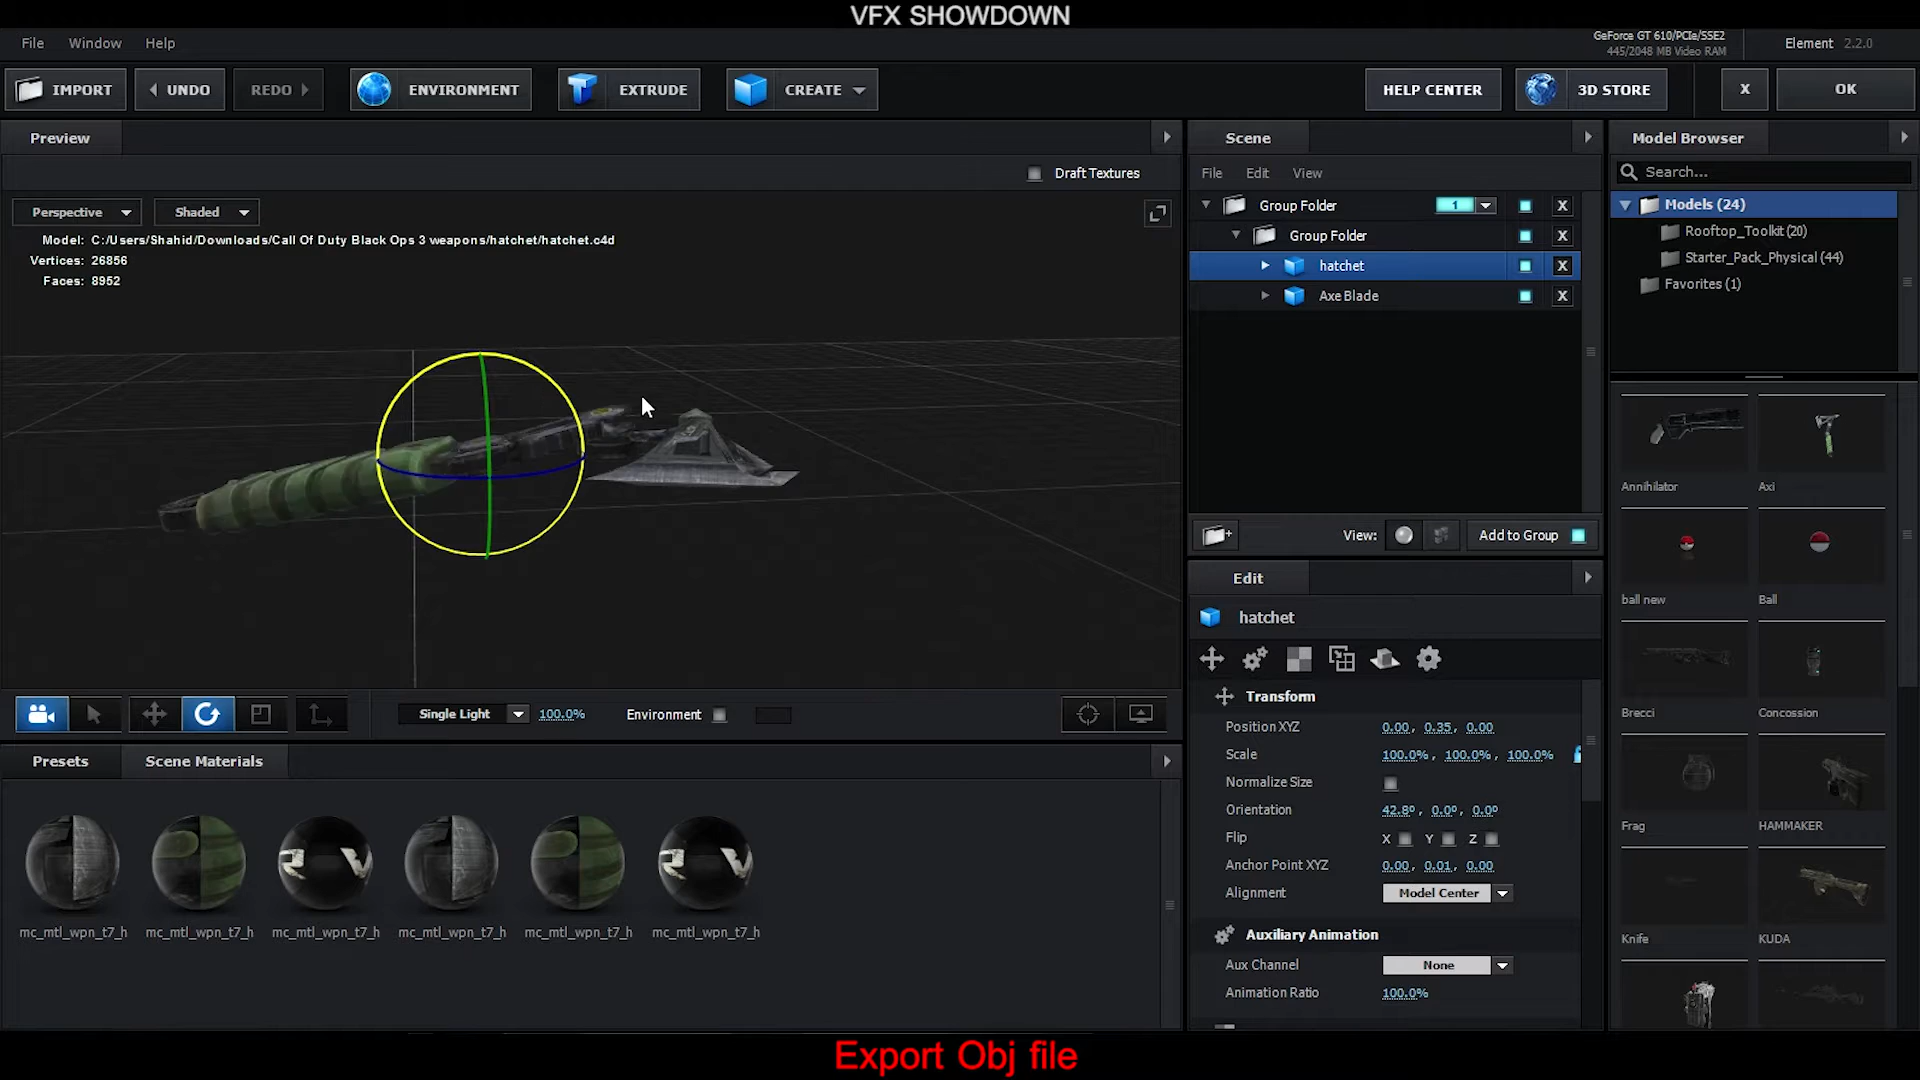 VFX SHOWDOWN
File Window Help
GeForce GT 610/PCIe/SSE2
445/2048 MB Video RAM
Element 2.2.0
IMPORT UNDO REDO ENVIRONMENT EXTRUDE CREATE HELP CENTER 3D STORE X OK
Preview
Draft Textures
Perspective Shaded
Model: C:/Users/Shahid/Downloads/Call Of Duty Black Ops 3 weapons/hatchet/hatchet.c4d
Vertices: 26856
Faces: 8952
Single Light 100.0% Environment
Presets Scene Materials
R V R V
mc_mtl_wpn_t7_h mc_mtl_wpn_t7_h mc_mtl_wpn_t7_h mc_mtl_wpn_t7_h mc_mtl_wpn_t7_h mc_mtl_wpn_t7_h
Scene
File Edit View
Group Folder 1 X
Group Folder X
hatchet X
Axe Blade X
View: Add to Group
Edit
hatchet
Transform
Position XYZ 0.00, 0.35, 0.00
Scale 100.0%, 100.0%, 100.0%
Normalize Size
Orientation 42.8º, 0.0º, 0.0º
Flip X Y Z
Anchor Point XYZ 0.00, 0.01, 0.00
Alignment Model Center
Auxiliary Animation
Aux Channel None
Animation Ratio 100.0%
Model Browser
Search...
Models (24)
Rooftop_Toolkit (20)
Starter_Pack_Physical (44)
Favorites (1)
Annihilator Axi
ball new Ball
Brecci Concossion
Frag HAMMAKER
Knife KUDA
Export Obj file